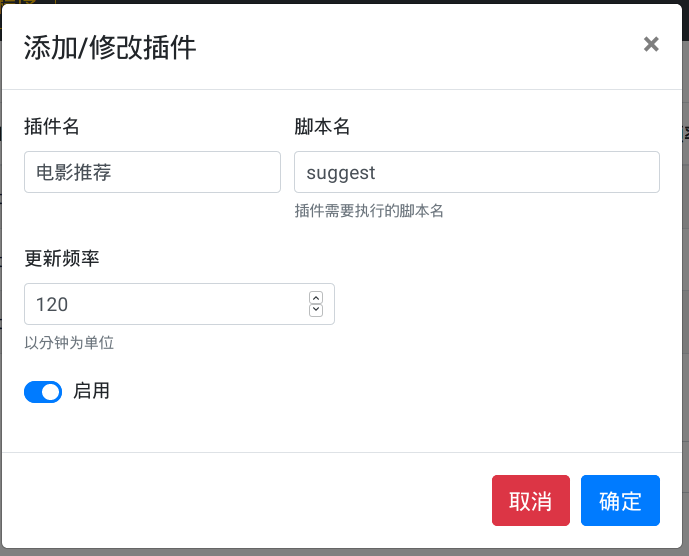 添加/修改插件
×
插件名 脚本名
电影推荐 suggest
插件需要执行的脚本名
更新频率
120
以分钟为单位
启用
取消 确定